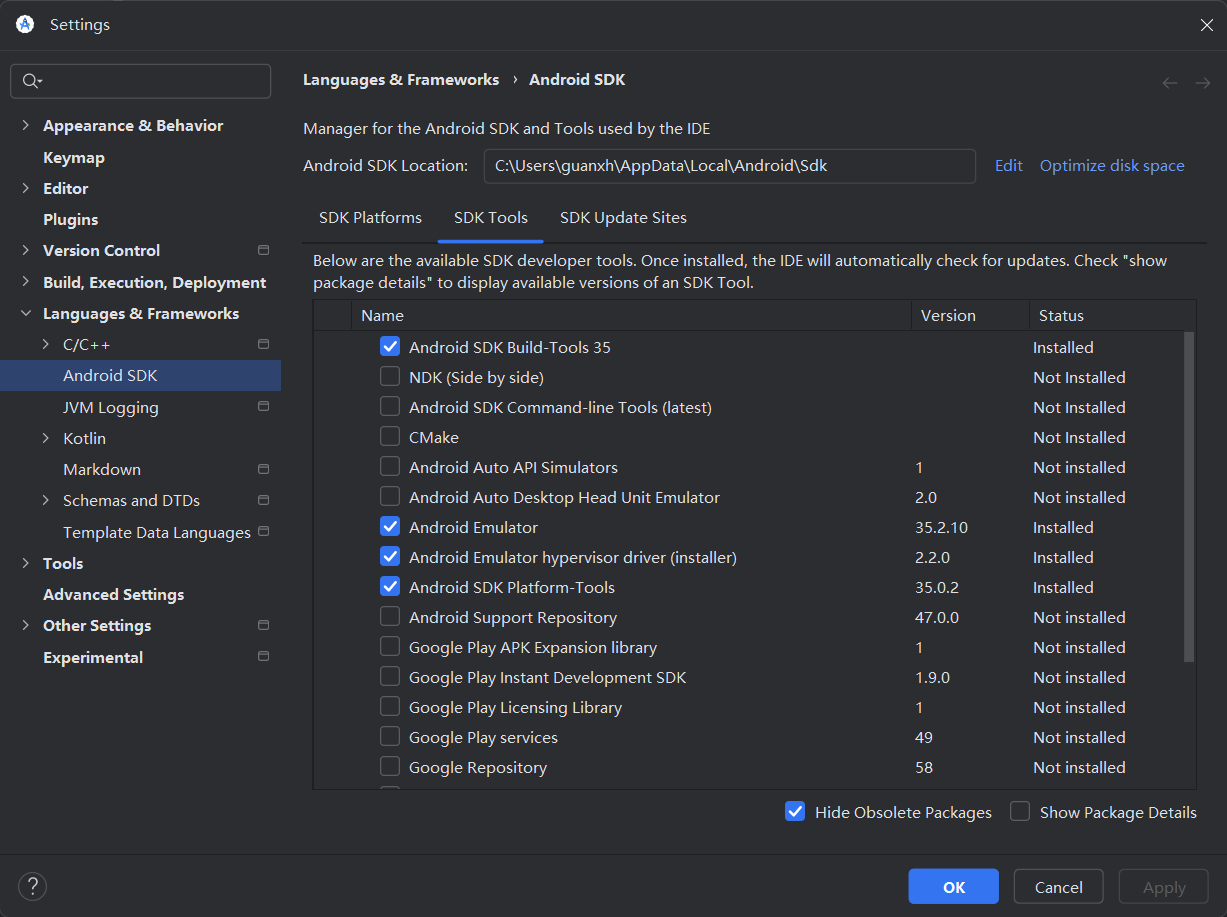 Settings
Languages & Frameworks › Android SDK
Appearance & Behavior
Keymap
Editor
Plugins
Version Control
Build, Execution, Deployment
Languages & Frameworks
C/C++
Android SDK
JVM Logging
Kotlin
Markdown
Schemas and DTDs
Template Data Languages
Tools
Advanced Settings
Other Settings
Experimental
Manager for the Android SDK and Tools used by the IDE
Android SDK Location: C:\Users\guanxh\AppData\Local\Android\Sdk Edit Optimize disk space
SDK Platforms SDK Tools SDK Update Sites
Below are the available SDK developer tools. Once installed, the IDE will automatically check for updates. Check "show
package details" to display available versions of an SDK Tool.
Name Version Status
Android SDK Build-Tools 35 Installed
NDK (Side by side) Not Installed
Android SDK Command-line Tools (latest) Not Installed
CMake Not Installed
Android Auto API Simulators 1 Not installed
Android Auto Desktop Head Unit Emulator 2.0 Not installed
Android Emulator 35.2.10 Installed
Android Emulator hypervisor driver (installer) 2.2.0 Installed
Android SDK Platform-Tools 35.0.2 Installed
Android Support Repository 47.0.0 Not installed
Google Play APK Expansion library 1 Not installed
Google Play Instant Development SDK 1.9.0 Not installed
Google Play Licensing Library 1 Not installed
Google Play services 49 Not installed
Google Repository 58 Not installed
Hide Obsolete Packages Show Package Details
? OK Cancel Apply